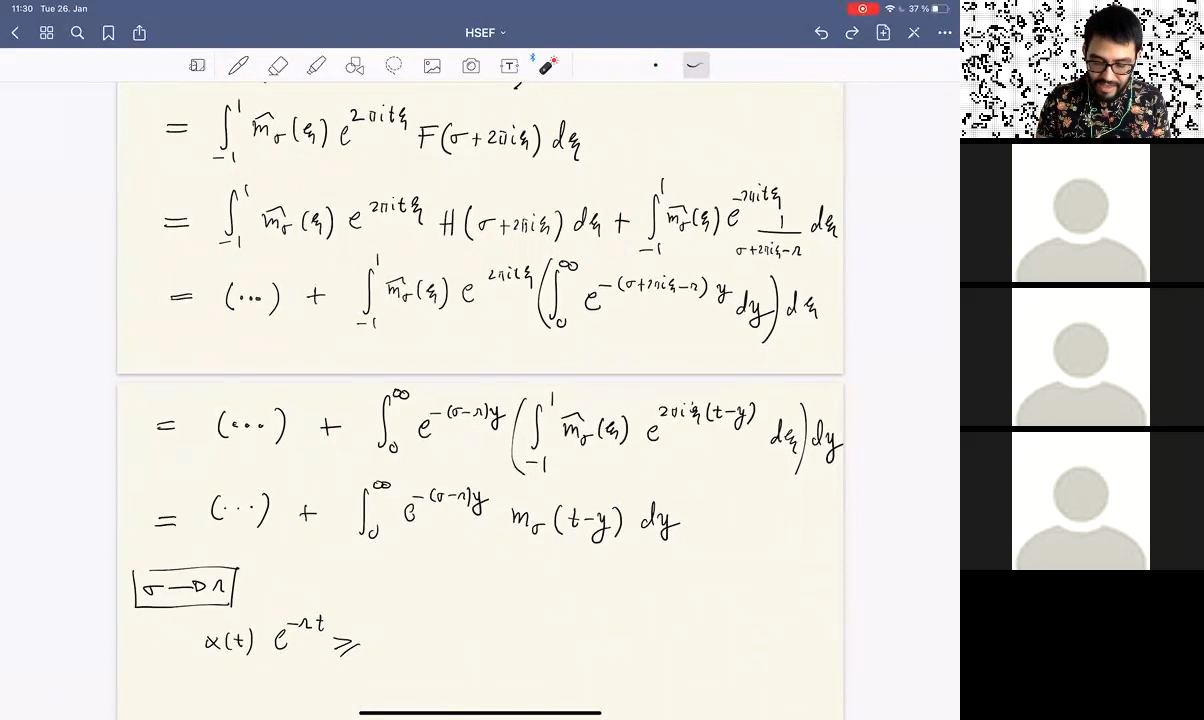 11:30 Tue 26. Jan
37 %
HSEF
= ∫_{-1}^{1} \hat{m}_σ(ξ) e^{2πitξ} F(σ+2πiξ) dξ
= ∫_{-1}^{1} \hat{m}_σ(ξ) e^{2πitξ} H(σ+2πiξ) dξ + ∫_{-1}^{1} \hat{m}_σ(ξ) e^{2πitξ} \frac{1}{σ+2πiξ-r} dξ
= (...) + ∫_{-1}^{1} \hat{m}_σ(ξ) e^{2πitξ} ( ∫_0^∞ e^{-(σ+2πiξ-r)y} dy ) dξ
= (...) + ∫_0^∞ e^{-(σ-r)y} ( ∫_{-1}^{1} \hat{m}_σ(ξ) e^{2πiξ(t-y)} dξ ) dy
= (...) + ∫_0^∞ e^{-(σ-r)y} m_σ(t-y) dy
σ → r
α(t) e^{-rt} ≥